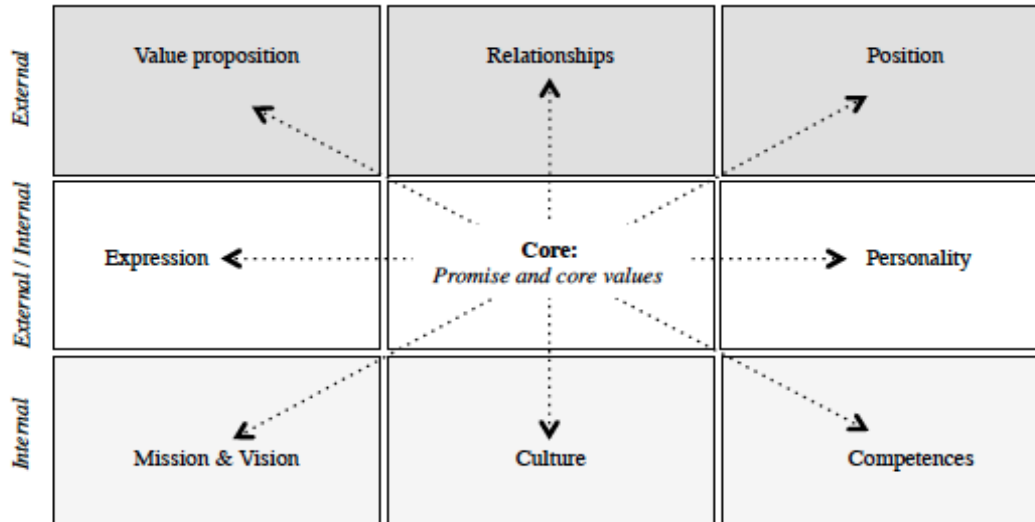 External
Value proposition
Relationships
Position
External / Internal
Expression
Core:
Promise and core values
Personality
Internal
Mission & Vision
Culture
Competences